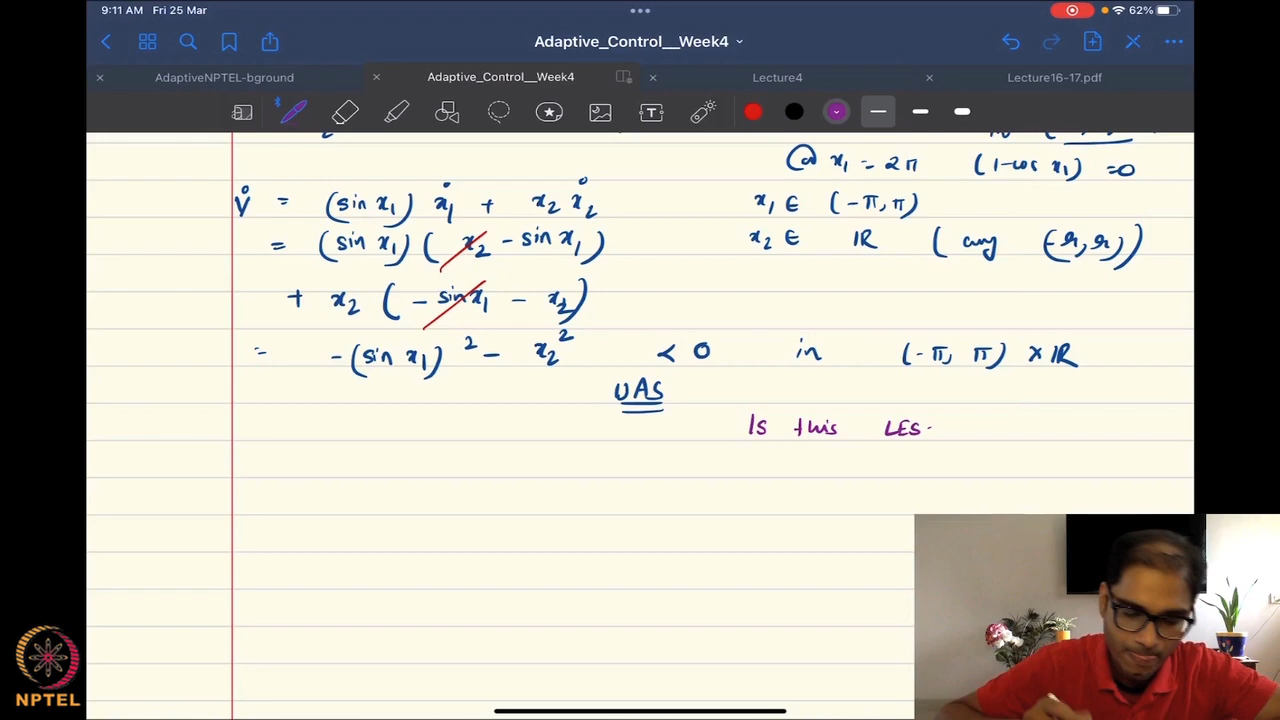 9:11 AM Fri 25 Mar
62%
Adaptive_Control__Week4
AdaptiveNPTEL-bground
Adaptive_Control__Week4
Lecture4
Lecture16-17.pdf
@ x₁ = 2π (1-cos x₁) =0
V̇ = (sin x₁) ẋ₁ + x₂ ẋ₂
x₁ ∈ (-π, π)
= (sin x₁) (x₂ - sin x₁)
x₂ ∈ ℝ (any (-r, r))
+ x₂ (- sin x₁ - x₂)
= -(sin x₁)² - x₂² < 0 in (-π, π) × ℝ
UAS
Is this LES
NPTEL